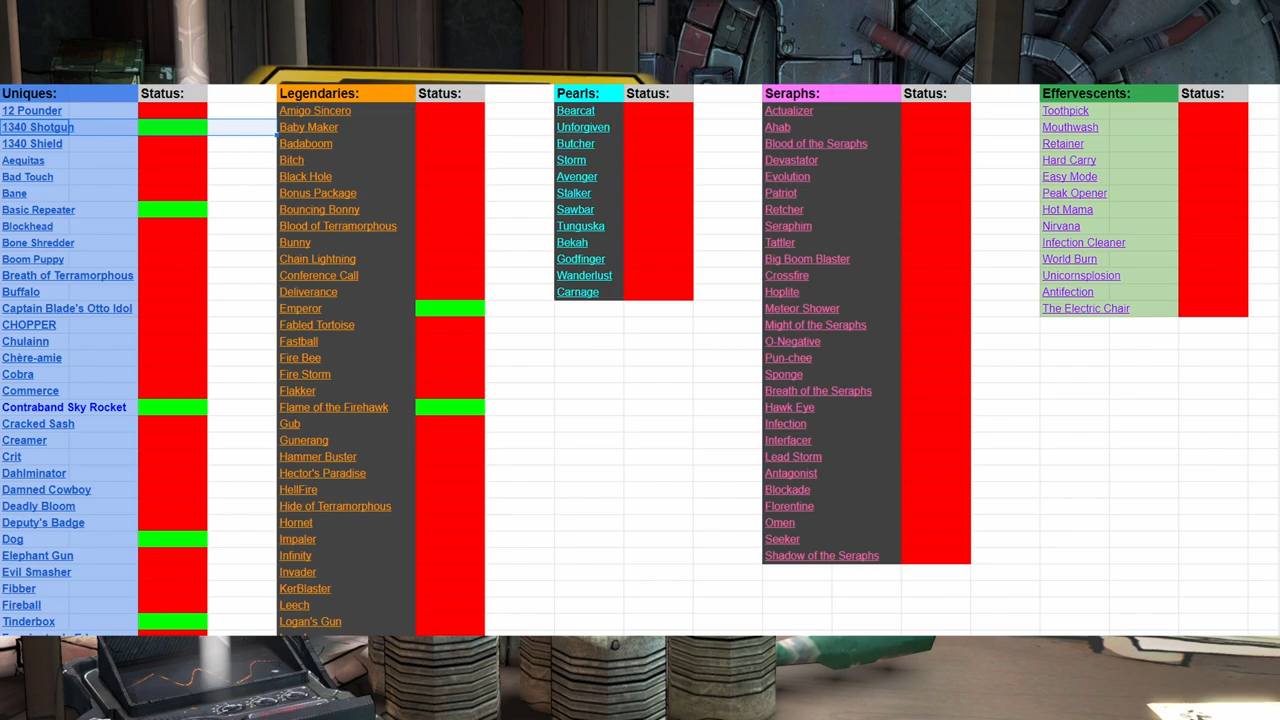 Uniques: Status: Legendaries: Status: Pearls: Status: Seraphs: Status: Effervescents: Status:
12 Pounder Amigo Sincero Bearcat Actualizer Toothpick
1340 Shotgun Baby Maker Unforgiven Ahab Mouthwash
1340 Shield Badaboom Butcher Blood of the Seraphs Retainer
Aequitas Bitch Storm Devastator Hard Carry
Bad Touch Black Hole Avenger Evolution Easy Mode
Bane Bonus Package Stalker Patriot Peak Opener
Basic Repeater Bouncing Bonny Sawbar Retcher Hot Mama
Blockhead Blood of Terramorphous Tunguska Seraphim Nirvana
Bone Shredder Bunny Bekah Tattler Infection Cleaner
Boom Puppy Chain Lightning Godfinger Big Boom Blaster World Burn
Breath of Terramorphous Conference Call Wanderlust Crossfire Unicornsplosion
Buffalo Deliverance Carnage Hoplite Antifection
Captain Blade's Otto Idol Emperor Meteor Shower The Electric Chair
CHOPPER Fabled Tortoise Might of the Seraphs
Chulainn Fastball O-Negative
Chère-amie Fire Bee Pun-chee
Cobra Fire Storm Sponge
Commerce Flakker Breath of the Seraphs
Contraband Sky Rocket Flame of the Firehawk Hawk Eye
Cracked Sash Gub Infection
Creamer Gunerang Interfacer
Crit Hammer Buster Lead Storm
Dahlminator Hector's Paradise Antagonist
Damned Cowboy HellFire Blockade
Deadly Bloom Hide of Terramorphous Florentine
Deputy's Badge Hornet Omen
Dog Impaler Seeker
Elephant Gun Infinity Shadow of the Seraphs
Evil Smasher Invader
Fibber KerBlaster
Fireball Leech
Tinderbox Logan's Gun